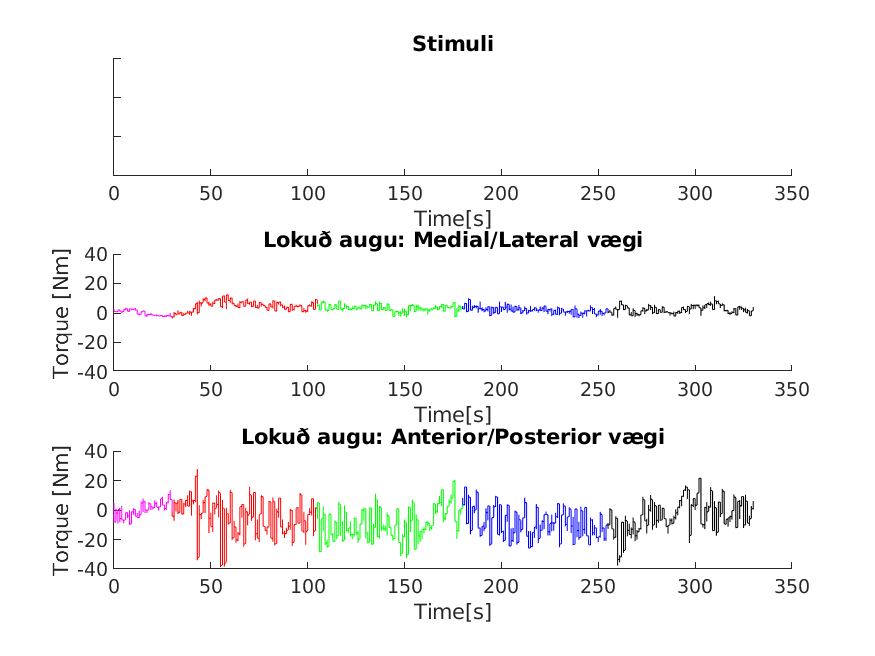 Stimuli
0 50 100 150 200 250 300 350
Time[s]
Lokuð augu: Medial/Lateral vægi
Torque [Nm]
40
20
0
-20
-40
0 50 100 150 200 250 300 350
Time[s]
Lokuð augu: Anterior/Posterior vægi
Torque [Nm]
40
20
0
-20
-40
0 50 100 150 200 250 300 350
Time[s]